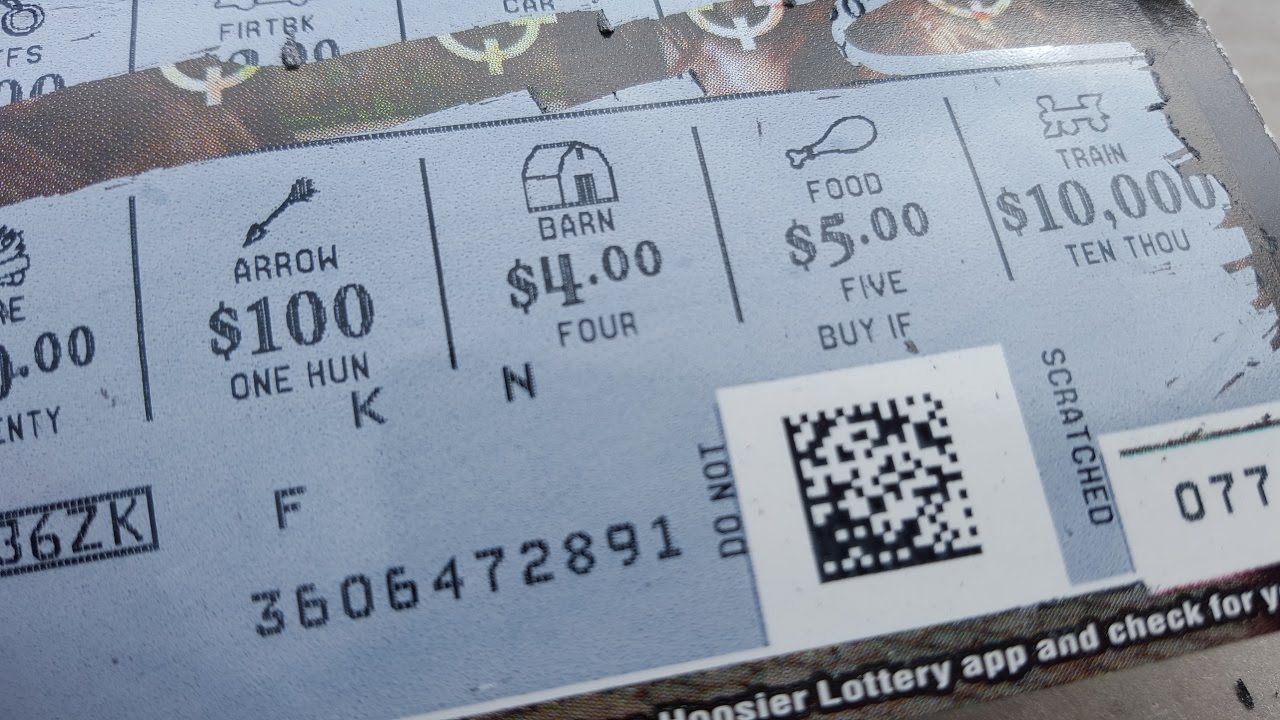 CAR
FIRTBK
FFS
ARROW
$100
ONE HUN
BARN
$4.00
FOUR
FOOD
$5.00
FIVE
TRAIN
$10,000
TEN THOU
.00
BUY IF
K
N
F
36ZK
3606472891
DO NOT
SCRATCHED
077
Hoosier Lottery app and check for